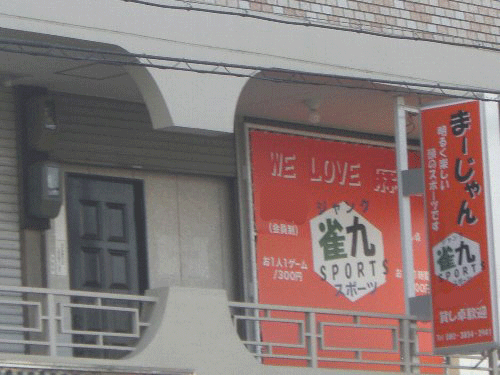 WE LOVE 麻
ジャンク
雀九
SPORTS
スポーツ
(会員制)
お1人1ゲーム
/300円
まーじゃん
明るく楽しい
頭のスポーツです
雀九
SPORTS
貸し卓歓迎